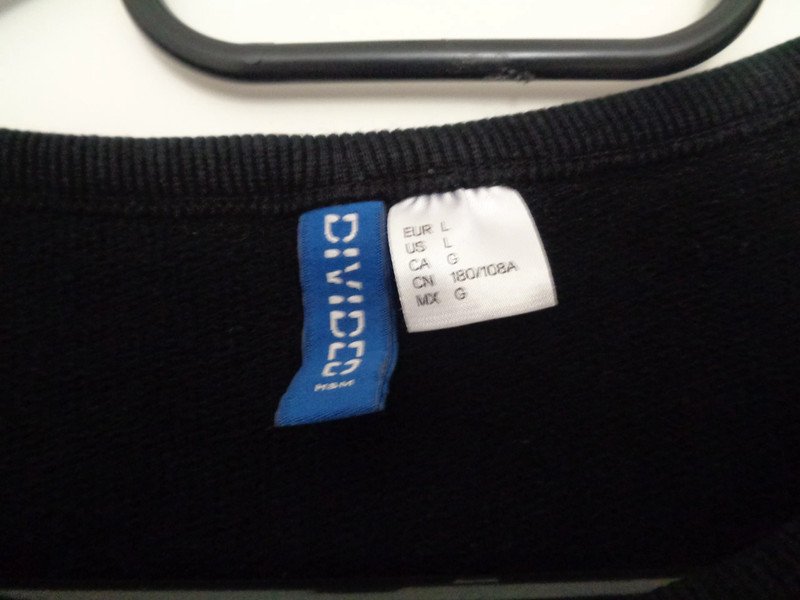 DIVIDED
H&M
EUR L
US L
CA G
CN 180/108A
MX G